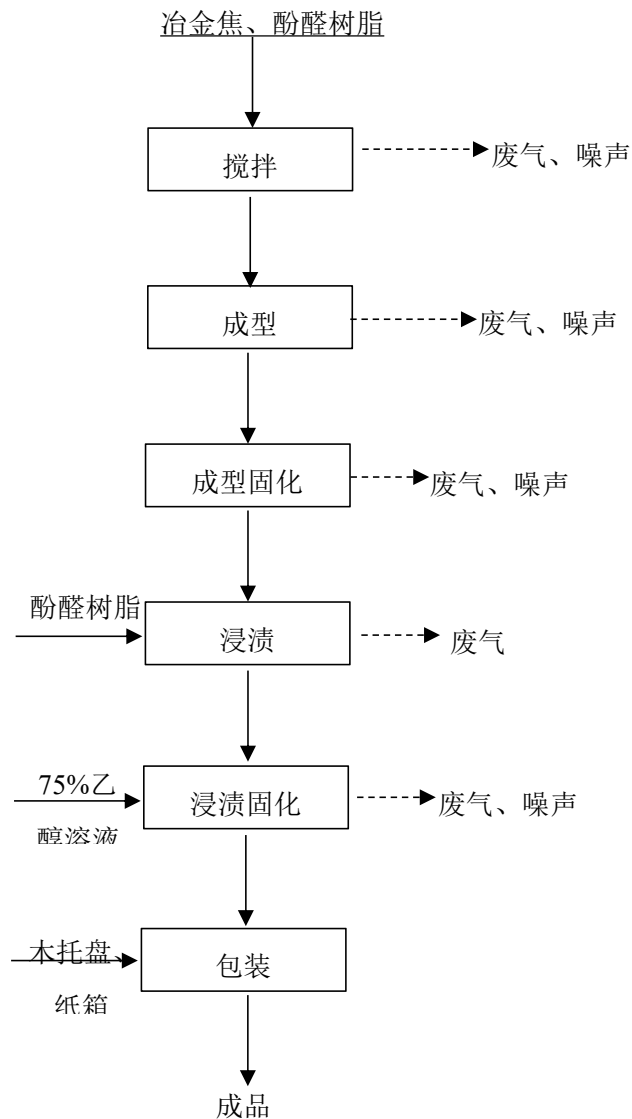 冶金焦、酚醛树脂
搅拌
废气、噪声
成型
废气、噪声
成型固化
废气、噪声
酚醛树脂
浸渍
废气
75%乙
醇溶液
浸渍固化
废气、噪声
木托盘、
纸箱
包装
成品